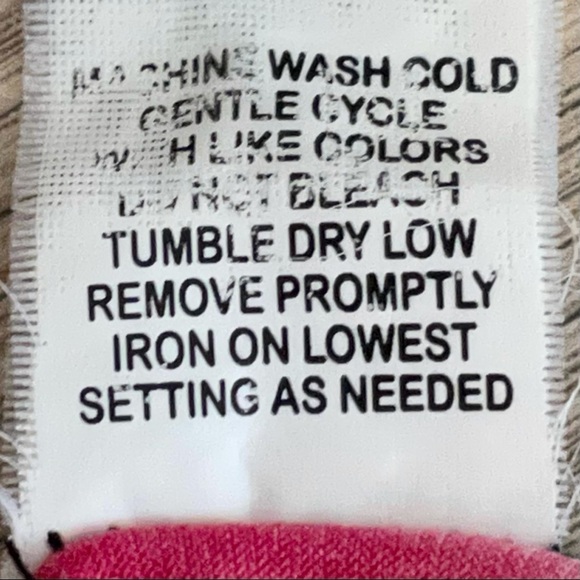 MACHINE WASH COLD
GENTLE CYCLE
WITH LIKE COLORS
DO NOT BLEACH
TUMBLE DRY LOW
REMOVE PROMPTLY
IRON ON LOWEST
SETTING AS NEEDED